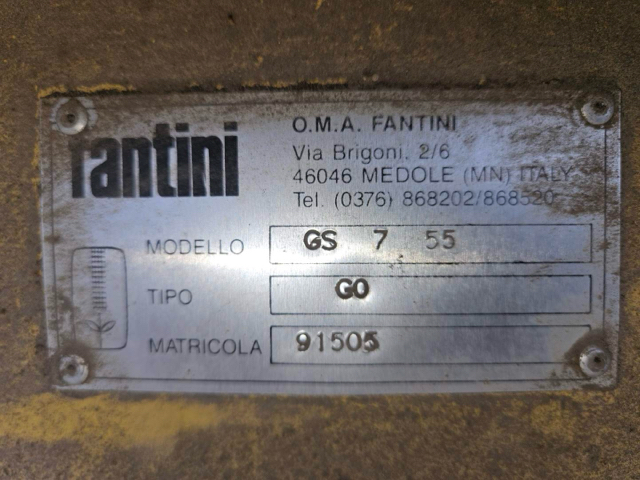 fantini
O.M.A. FANTINI
Via Brigoni, 2/6
46046 MEDOLE (MN) ITALY
Tel. (0376) 868202/868520
MODELLO GS 7 55
TIPO GO
MATRICOLA 91505